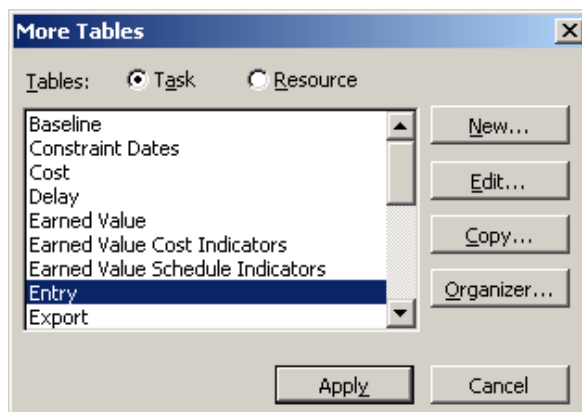 More Tables
Tables: Task Resource
Baseline
Constraint Dates
Cost
Delay
Earned Value
Earned Value Cost Indicators
Earned Value Schedule Indicators
Entry
Export
New...
Edit...
Copy...
Organizer...
Apply Cancel